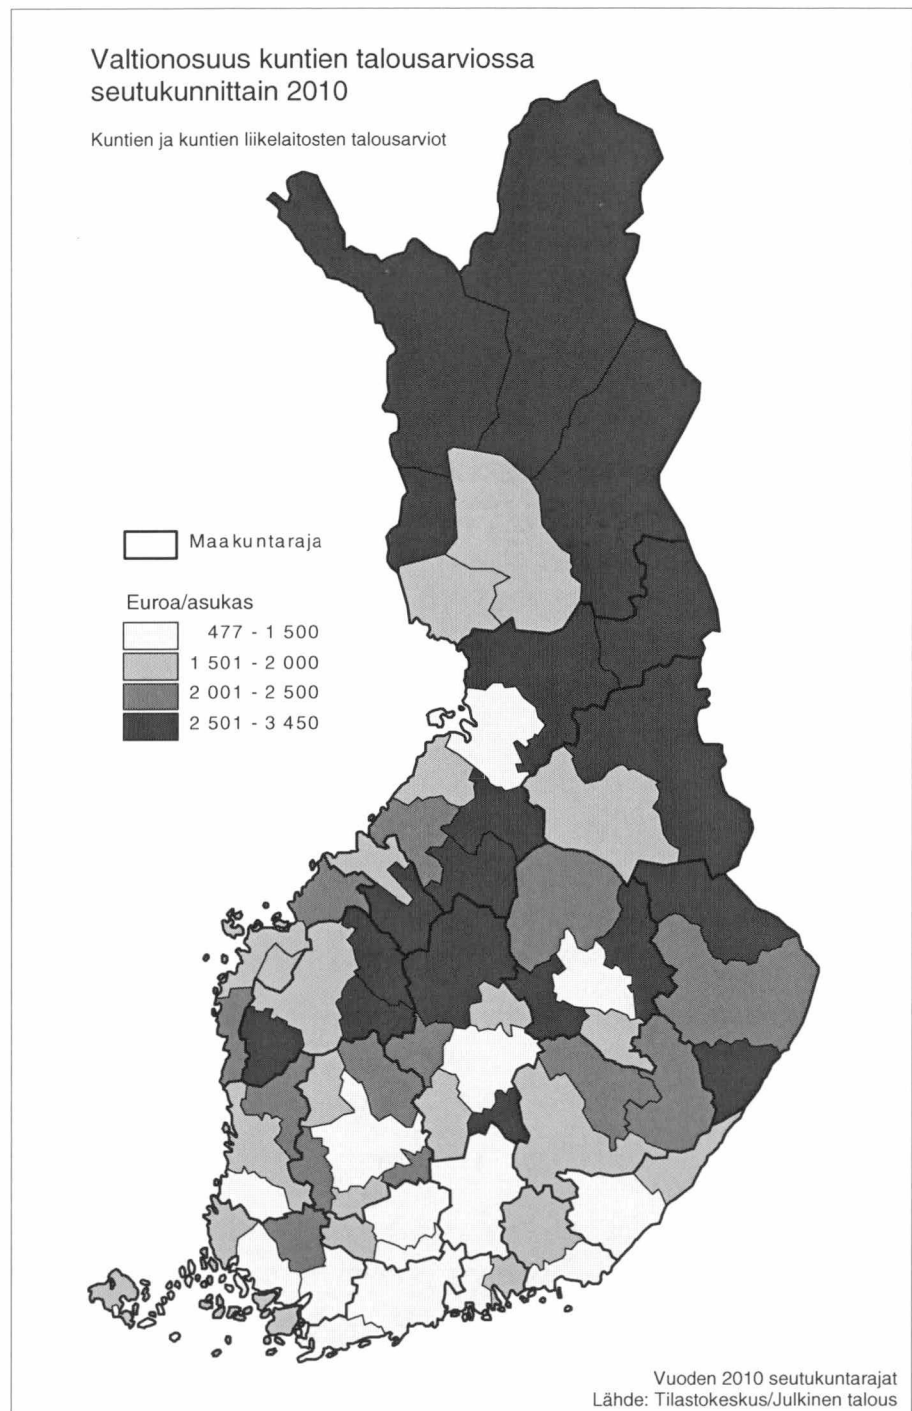 Valtionosuus kuntien talousarviossa
seutukunnittain 2010
Kuntien ja kuntien liikelaitosten talousarviot
Maakuntaraja
Euroa/asukas
477 - 1 500
1 501 - 2 000
2 001 - 2 500
2 501 - 3 450
Vuoden 2010 seutukuntarajat
Lähde: Tilastokeskus/Julkinen talous